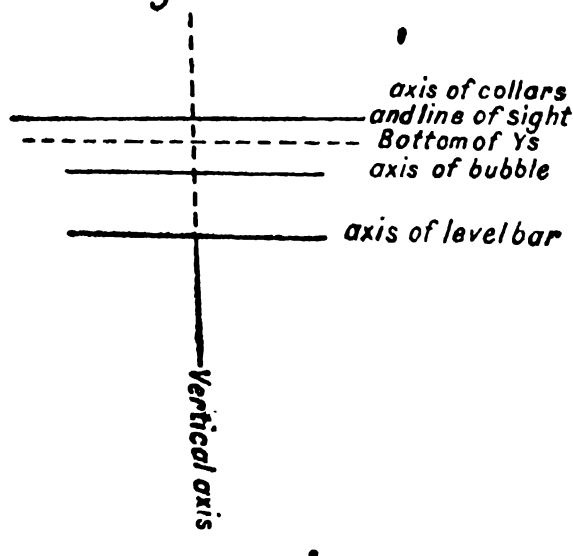 axis of collars
and line of sight
Bottom of Ys
axis of bubble
axis of level bar
Vertical axis